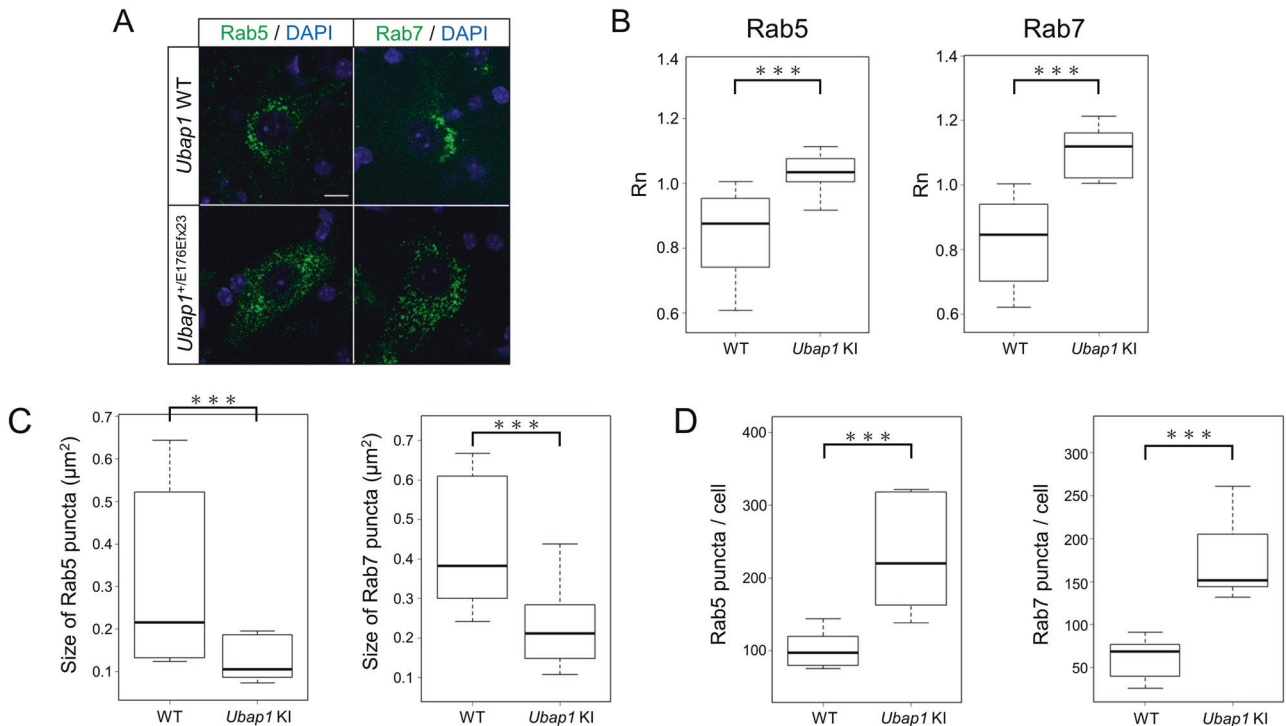 A
Rab5 / DAPI
Rab7 / DAPI
Ubap1 WT
Ubap1+/E176Efx23
B
Rab5
Rn
1.4
1.2
1.0
0.8
0.6
***
WT
Ubap1 KI
Rab7
Rn
1.4
1.2
1.0
0.8
0.6
***
WT
Ubap1 KI
C
Size of Rab5 puncta (µm²)
0.7
0.6
0.5
0.4
0.3
0.2
0.1
***
WT
Ubap1 KI
Size of Rab7 puncta (µm²)
0.7
0.6
0.5
0.4
0.3
0.2
0.1
***
WT
Ubap1 KI
D
Rab5 puncta / cell
400
300
200
100
***
WT
Ubap1 KI
Rab7 puncta / cell
300
250
200
150
100
50
***
WT
Ubap1 KI